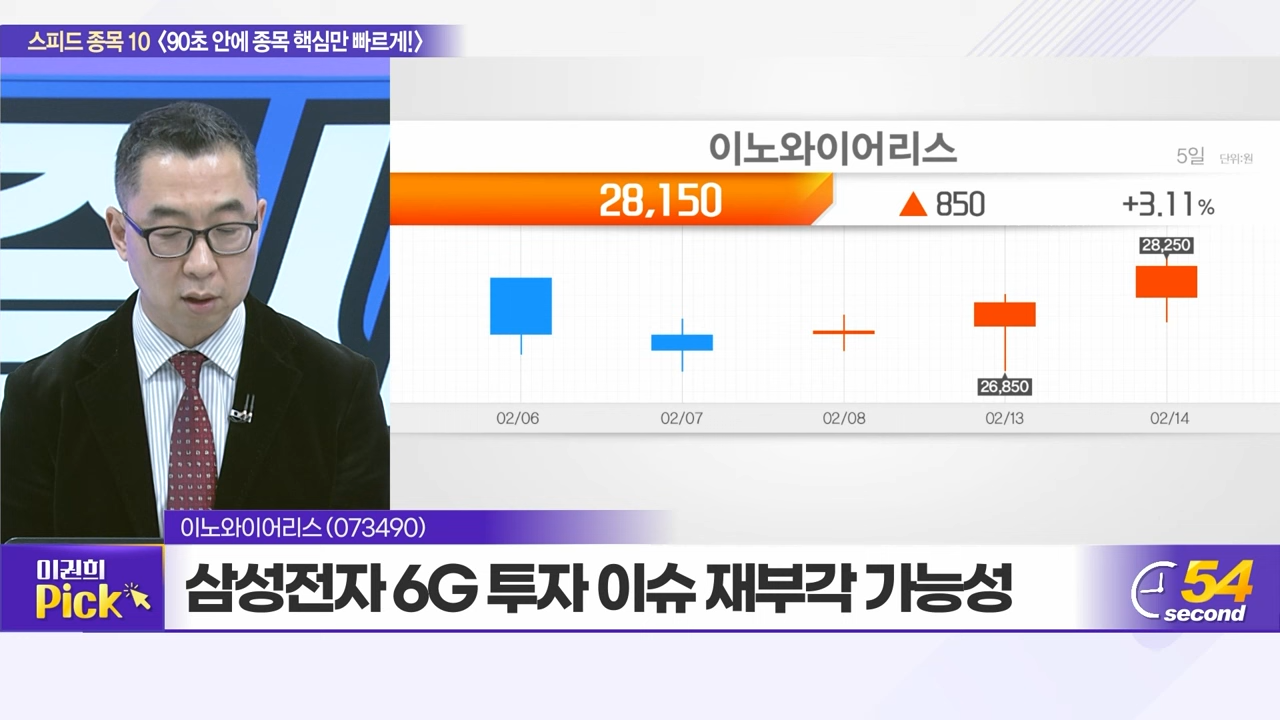 스피드 종목 10 〈90초 안에 종목 핵심만 빠르게!〉
이노와이어리스
5일 단위:원
28,150 ▲ 850 +3.11%
28,250
26,850
02/06 02/07 02/08 02/13 02/14
이노와이어리스(073490)
이권희
Pick
삼성전자 6G 투자 이슈 재부각 가능성
54
second